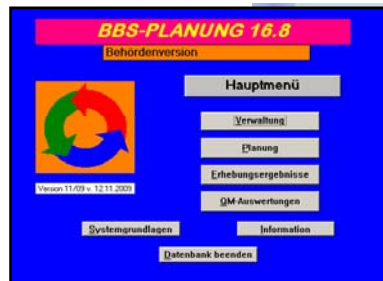 BBS-PLANUNG 16.8
Behördenversion
Hauptmenü
Verwaltung
Planung
Erhebungsergebnisse
QM-Auswertungen
Version 11/09 v. 12.11.2009
Systemgrundlagen
Information
Datenbank beenden